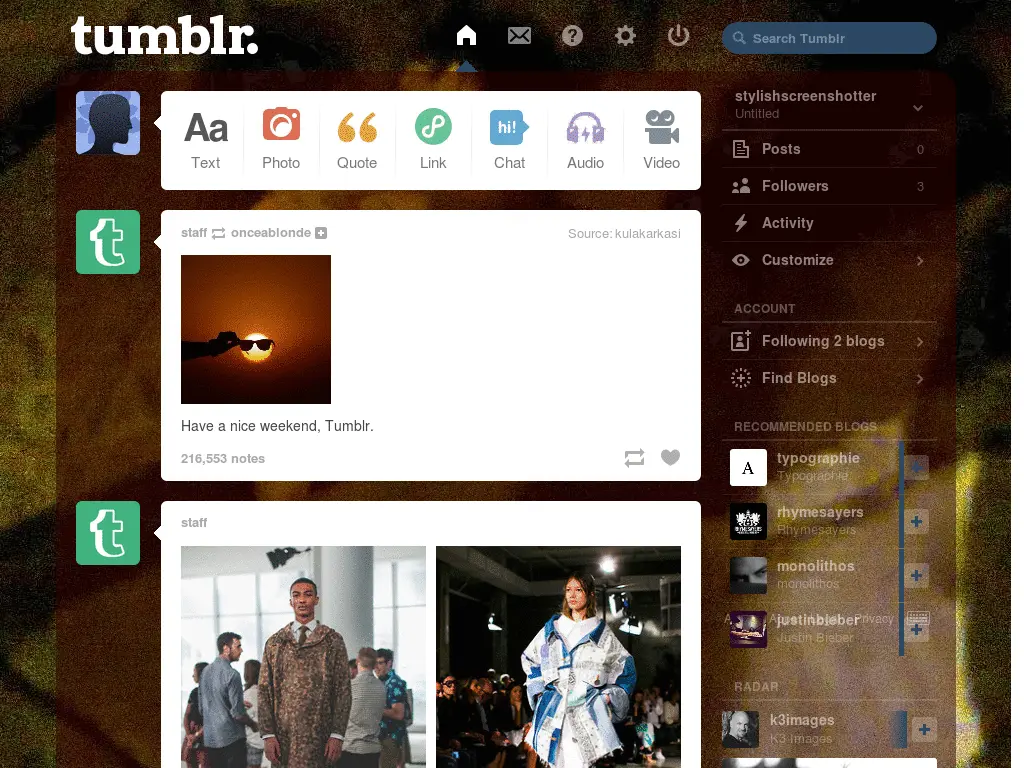 tumblr.
Search Tumblr
Aa
Text
Photo
Quote
Link
hi!
Chat
Audio
Video
staff onceablonde
Source: kulakarkasi
Have a nice weekend, Tumblr.
216,553 notes
staff
stylishscreenshotter
Untitled
Posts 0
Followers 3
Activity
Customize
ACCOUNT
Following 2 blogs
Find Blogs
RECOMMENDED BLOGS
A
typographie
Typographie
rhymesayers
Rhymesayers
monolithos
monolithos
justinbieber
Privacy
Justin Bieber
RADAR
k3images
K3 Images